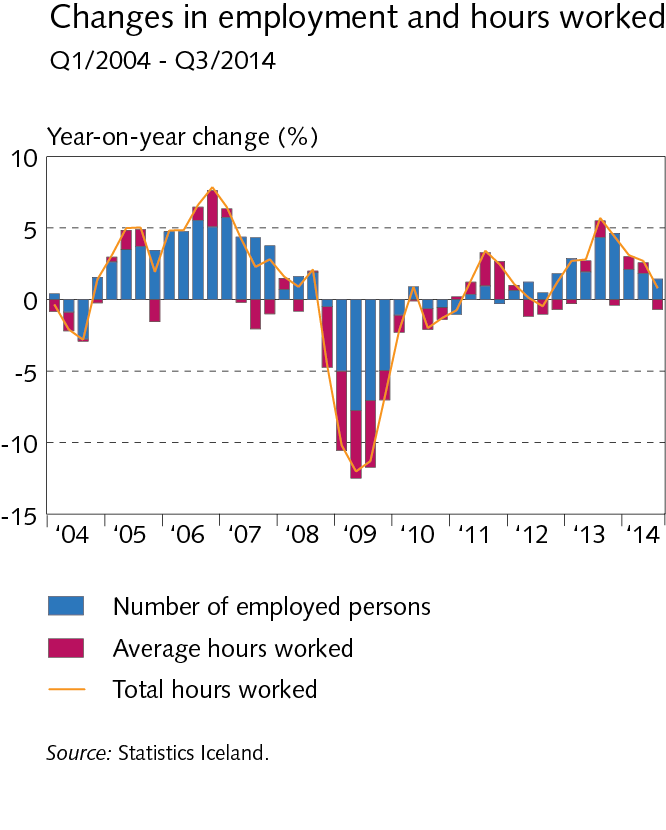 Changes in employment and hours worked
Q1/2004 - Q3/2014
Year-on-year change (%)
10
5
0
-5
-10
-15
‘04 ‘05 ‘06 ‘07 ‘08 ‘09 ‘10 ‘11 ‘12 ‘13 ‘14
Number of employed persons
Average hours worked
Total hours worked
Source: Statistics Iceland.